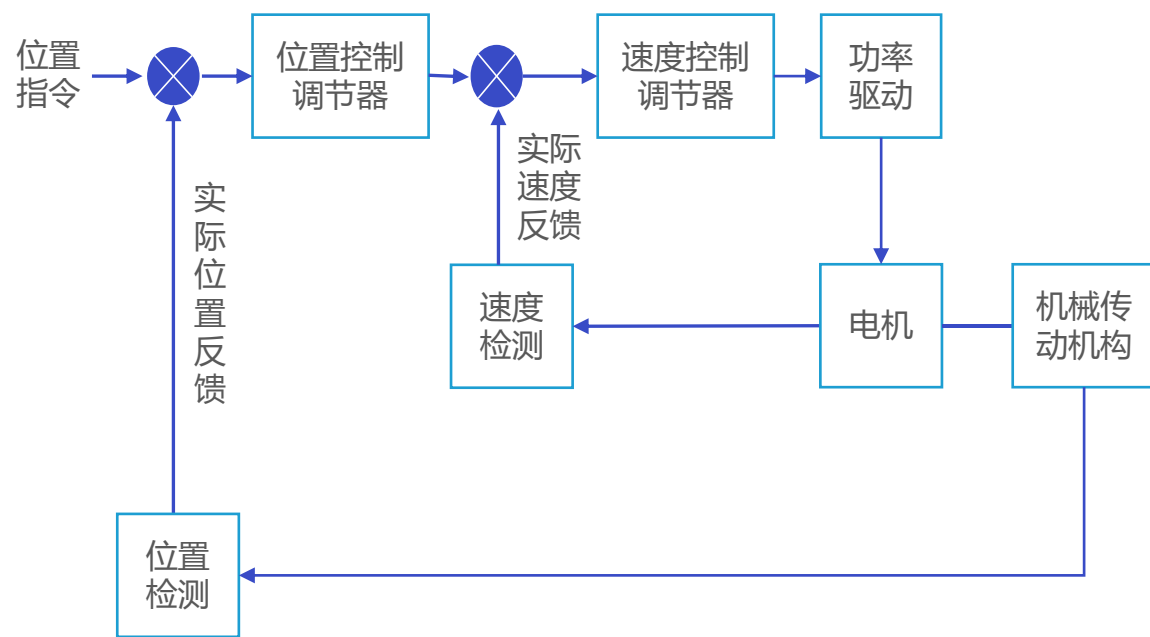 位置
指令
位置控制
调节器
速度控制
调节器
功率
驱动
实际
速度
反馈
实
际
位
置
反
馈
速度
检测
电机
机械传
动机构
位置
检测